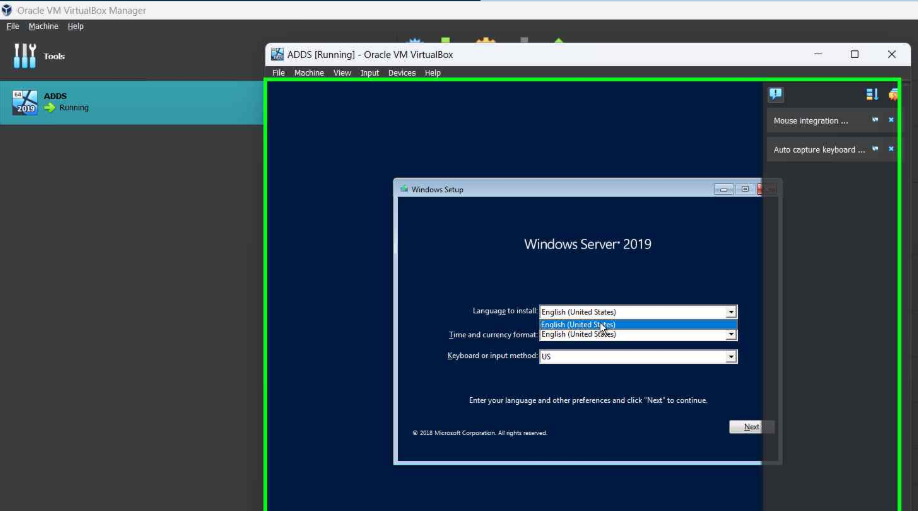 Oracle VM VirtualBox Manager
File Machine Help
Tools
ADDS
Running
64
2019
ADDS [Running] - Oracle VM VirtualBox
File Machine View Input Devices Help
Mouse integration ...
Auto capture keyboard ...
Windows Setup
Windows Server® 2019
Language to install: English (United States)
English (United States)
Time and currency format: English (United States)
Keyboard or input method: US
Enter your language and other preferences and click "Next" to continue.
Next
© 2018 Microsoft Corporation. All rights reserved.